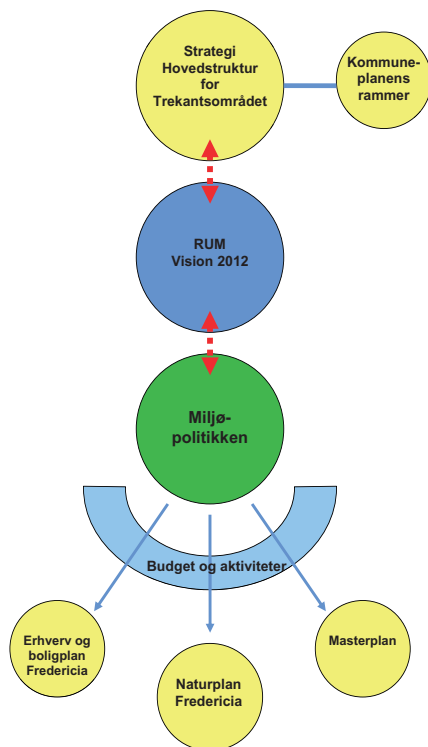 Strategi
Hovedstruktur
for
Trekantsområdet
Kommune-
planens
rammer
RUM
Vision 2012
Miljø-
politikken
Budget og aktiviteter
Erhverv og
boligplan
Fredericia
Naturplan
Fredericia
Masterplan